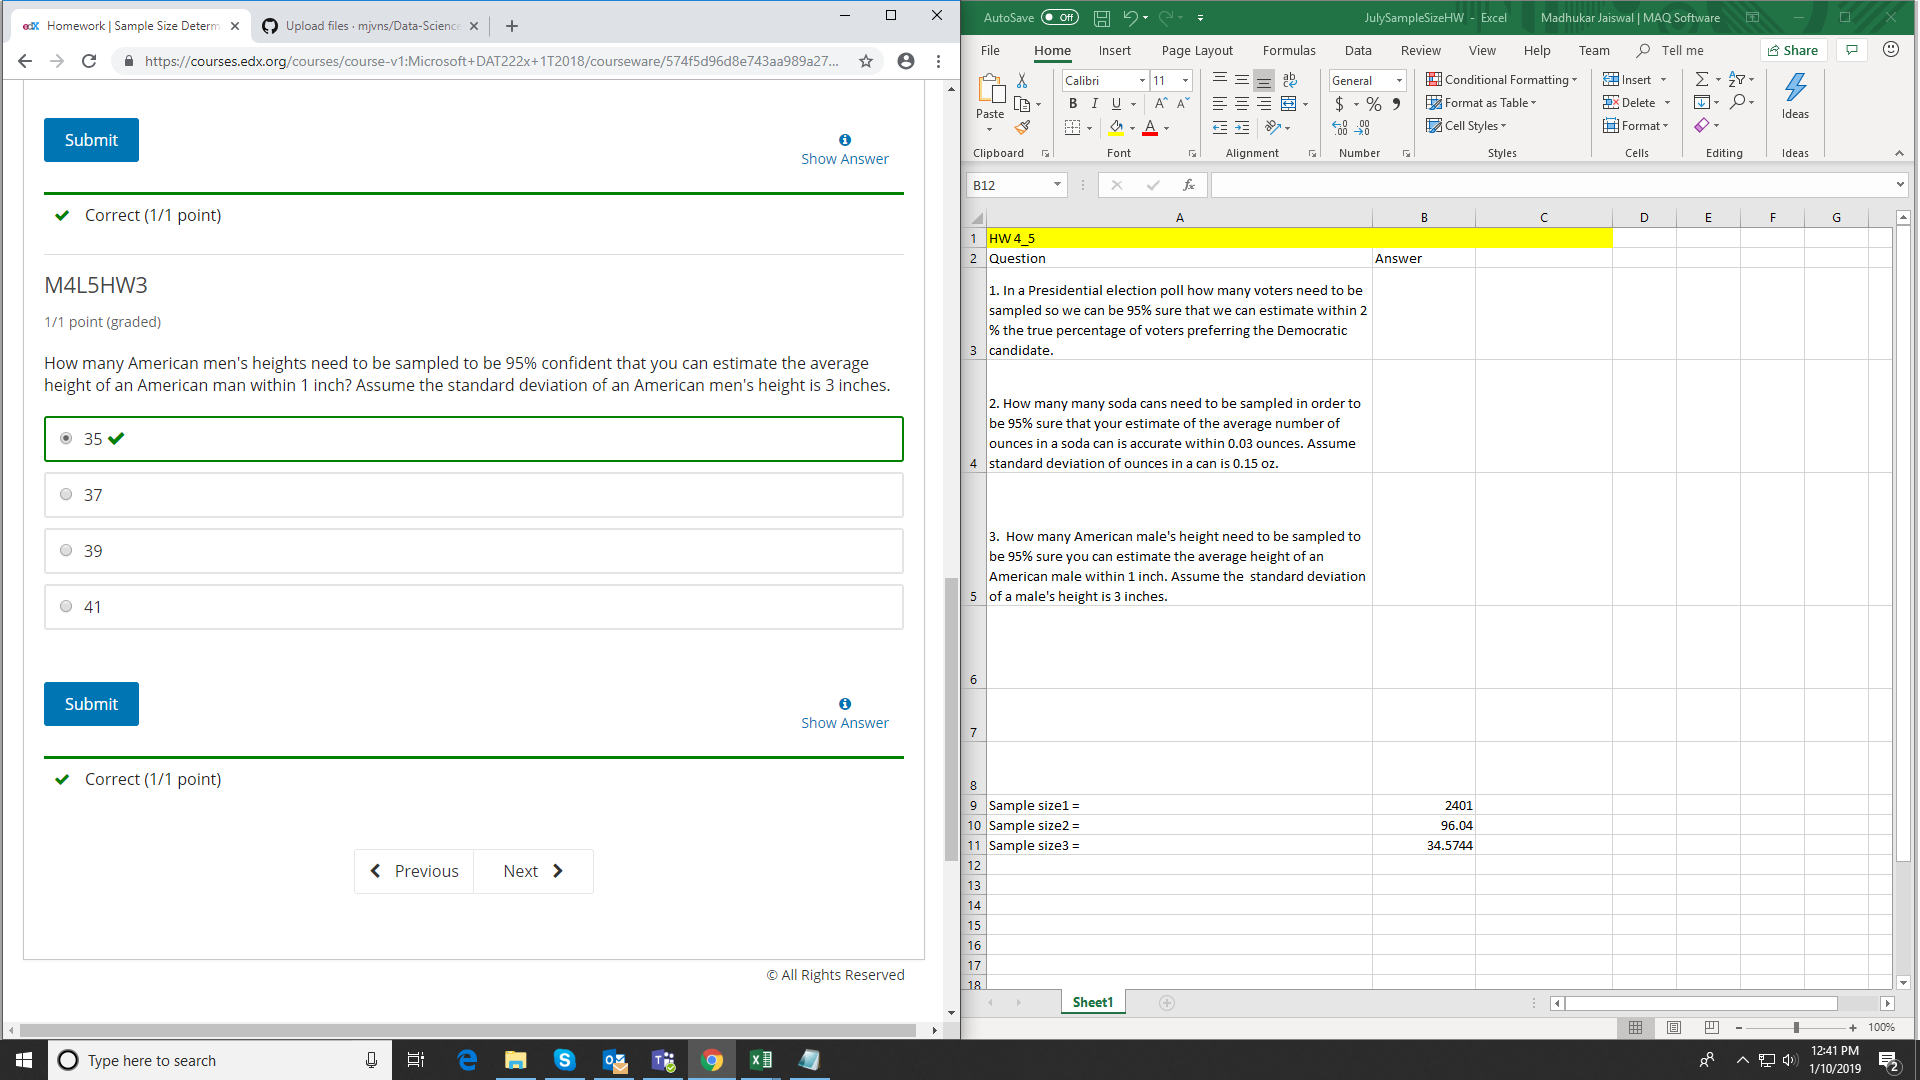 edX Homework | Sample Size Determ
Upload files · mjvns/Data-Science
https://courses.edx.org/courses/course-v1:Microsoft+DAT222x+1T2018/courseware/574f5d96d8e743aa989a27...
Submit
Show Answer
Correct (1/1 point)
M4L5HW3
1/1 point (graded)
How many American men's heights need to be sampled to be 95% confident that you can estimate the average
height of an American man within 1 inch? Assume the standard deviation of an American men's height is 3 inches.
35
37
39
41
Submit
Show Answer
Correct (1/1 point)
Previous
Next
© All Rights Reserved
AutoSave Off
JulySampleSizeHW - Excel
Madhukar Jaiswal | MAQ Software
File Home Insert Page Layout Formulas Data Review View Help Team Tell me Share
Paste
Clipboard
Calibri 11
B I U A A
A
Font
ab
Alignment
General
$ % ,
.00 .00
Number
Conditional Formatting
Format as Table
Cell Styles
Styles
Insert
Delete
Format
Cells
Editing
Ideas
Ideas
B12
fx
A B C D E F G
1 HW 4_5
2 Question Answer
1. In a Presidential election poll how many voters need to be
sampled so we can be 95% sure that we can estimate within 2
% the true percentage of voters preferring the Democratic
3 candidate.
2. How many many soda cans need to be sampled in order to
be 95% sure that your estimate of the average number of
ounces in a soda can is accurate within 0.03 ounces. Assume
4 standard deviation of ounces in a can is 0.15 oz.
3. How many American male's height need to be sampled to
be 95% sure you can estimate the average height of an
American male within 1 inch. Assume the standard deviation
5 of a male's height is 3 inches.
6
7
8
9 Sample size1 = 2401
10 Sample size2 = 96.04
11 Sample size3 = 34.5744
12
13
14
15
16
17
18
Sheet1
100%
Type here to search
12:41 PM
1/10/2019
2